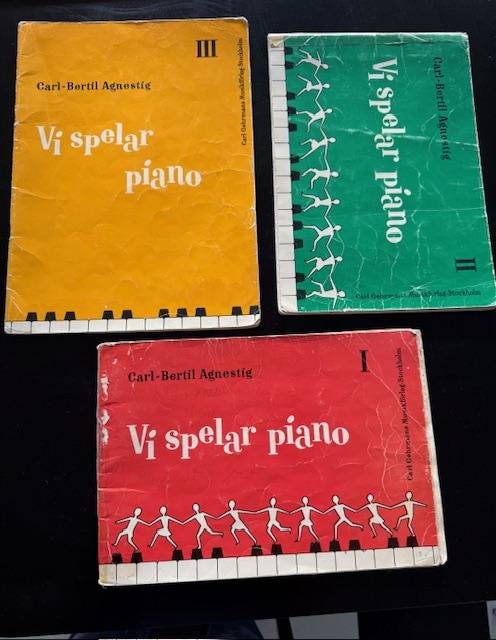 III
Carl-Bertil Agnestig
Vi spelar
piano
Carl Gehrmans Musikförlag·Stockholm
Carl-Bertil Agnestig
Vi spelar piano
II
Carl Gehrmans Musikförlag·Stockholm
I
Carl-Bertil Agnestig
Vi spelar piano
Carl Gehrmans Musikförlag·Stockholm